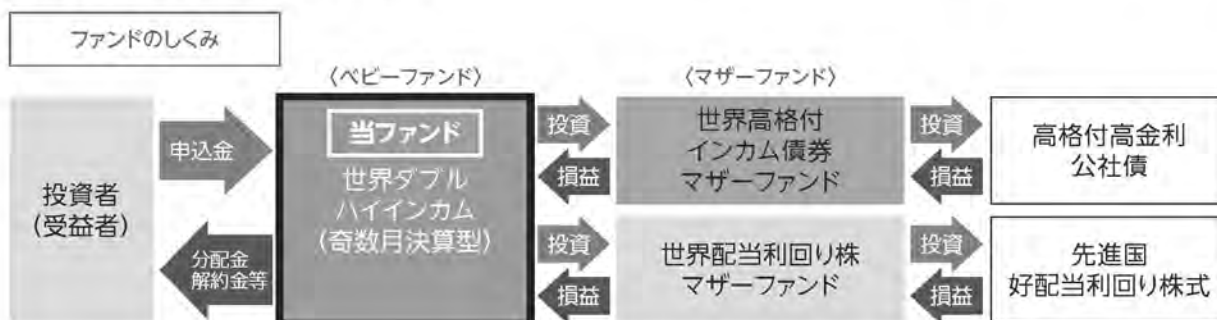 ファンドのしくみ
〈ベビーファンド〉
〈マザーファンド〉
投資者
(受益者)
申込金
分配金
解約金等
当ファンド
世界ダブル
ハイインカム
(奇数月決算型)
投資
損益
世界高格付
インカム債券
マザーファンド
投資
損益
高格付高金利
公社債
投資
損益
世界配当利回り株
マザーファンド
投資
損益
先進国
好配当利回り株式